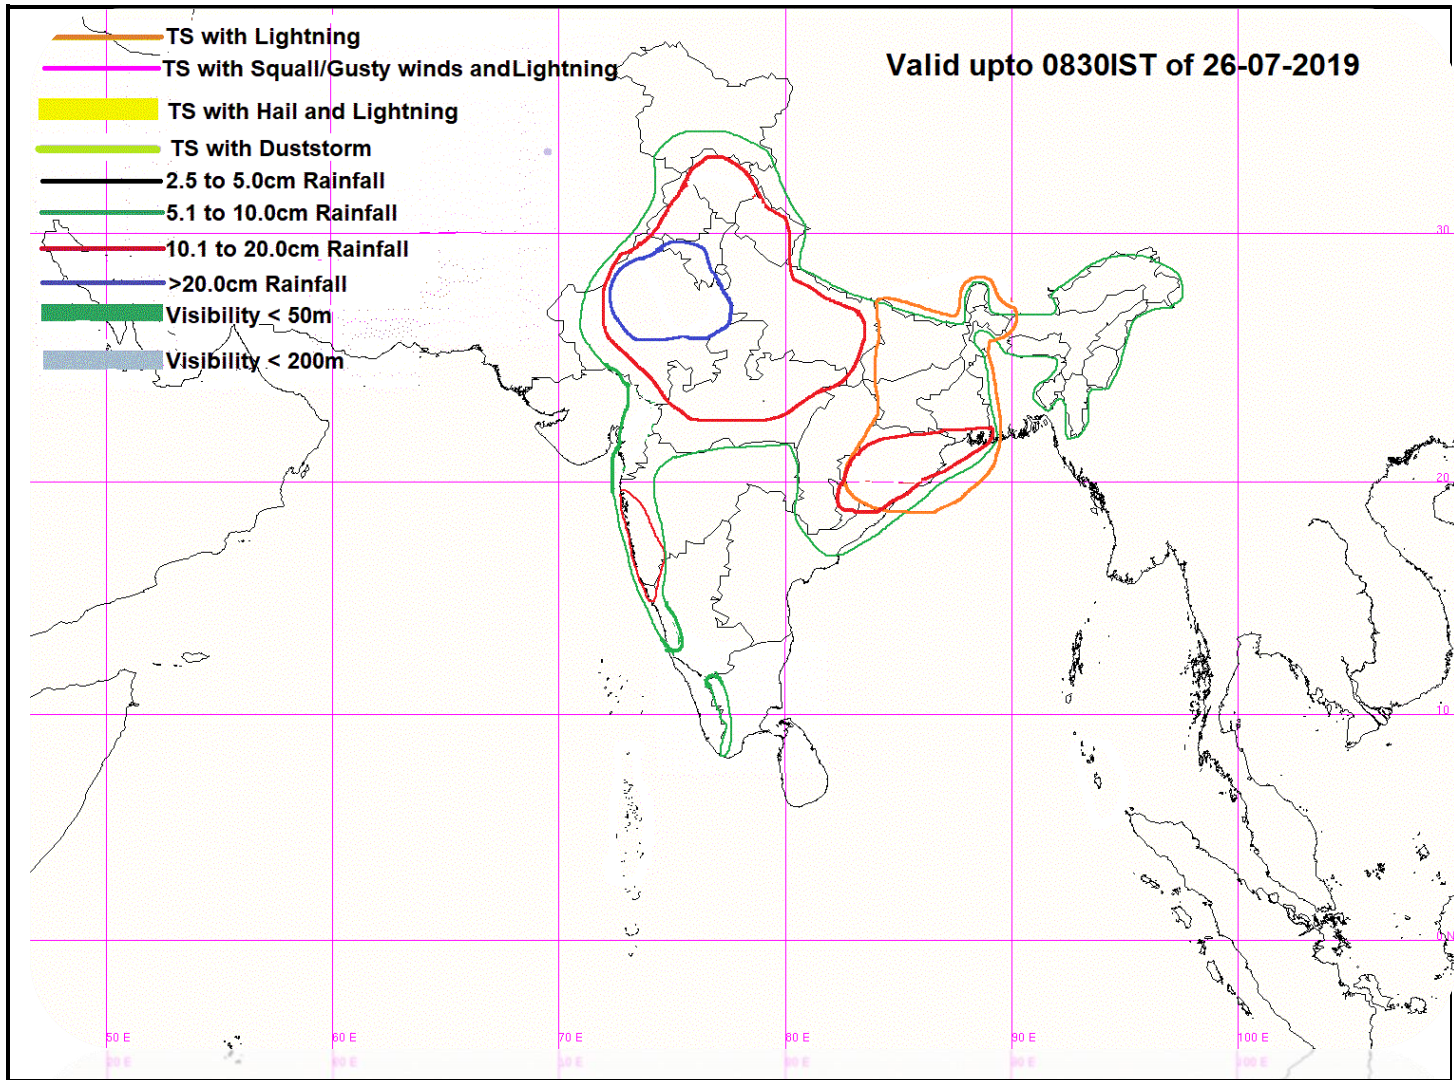 TS with Lightning
TS with Squall/Gusty winds andLightning
Valid upto 0830IST of 26-07-2019
TS with Hail and Lightning
TS with Duststorm
2.5 to 5.0cm Rainfall
5.1 to 10.0cm Rainfall
10.1 to 20.0cm Rainfall
>20.0cm Rainfall
Visibility < 50m
Visibility < 200m
30
20
10
0 N
50 E
60 E
70 E
80 E
90 E
100 E